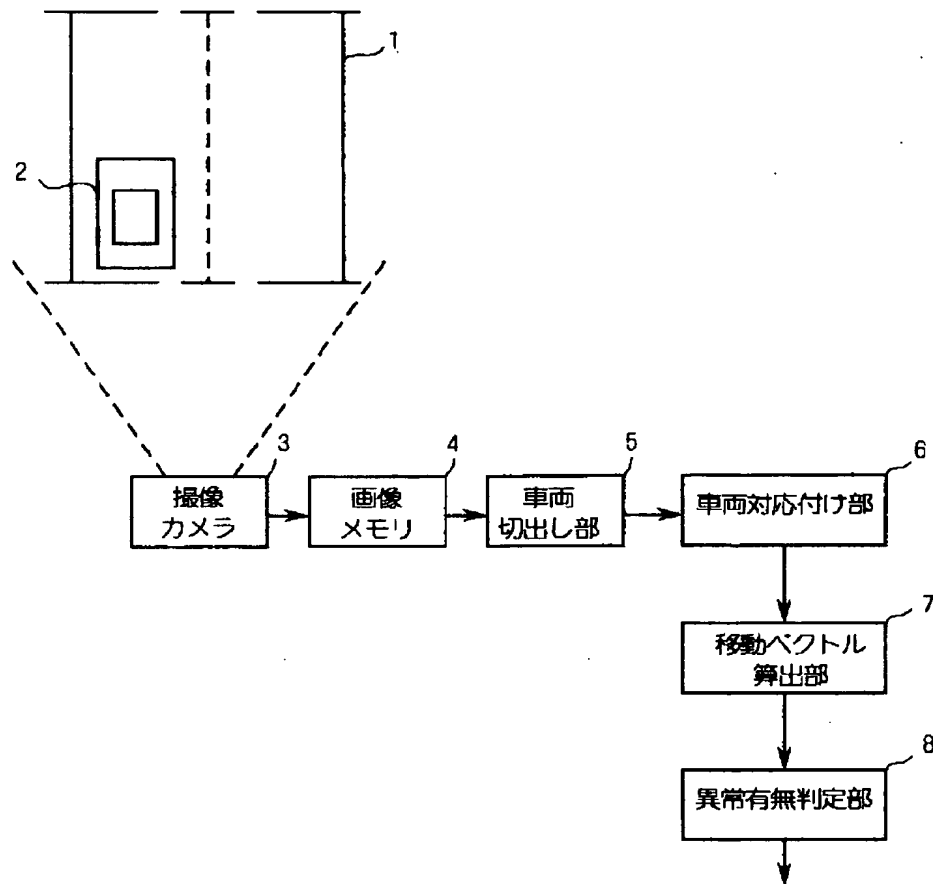 1
2
3
撮像
カメラ
4
画像
メモリ
5
車両
切出し部
6
車両対応付け部
7
移動ベクトル
算出部
8
異常有無判定部